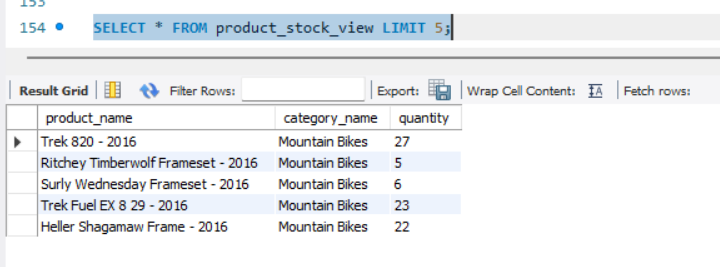 153
154 SELECT * FROM product_stock_view LIMIT 5;
Result Grid Filter Rows: Export: Wrap Cell Content: IA Fetch rows:
product_name category_name quantity
Trek 820 - 2016 Mountain Bikes 27
Ritchey Timberwolf Frameset - 2016 Mountain Bikes 5
Surly Wednesday Frameset - 2016 Mountain Bikes 6
Trek Fuel EX 8 29 - 2016 Mountain Bikes 23
Heller Shagamaw Frame - 2016 Mountain Bikes 22